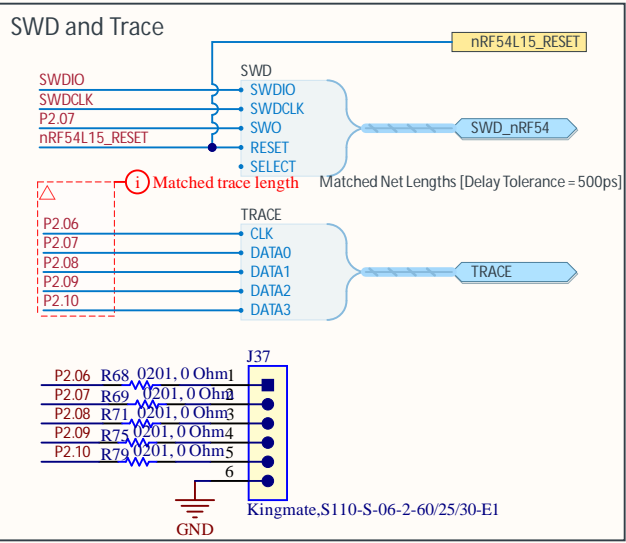 SWD and Trace
nRF54L15_RESET
SWD
SWDIO SWDIO
SWDCLK SWDCLK
P2.07 SWO SWD_nRF54
nRF54L15_RESET RESET
SELECT
i Matched trace length Matched Net Lengths [Delay Tolerance = 500ps]
TRACE
P2.06 CLK
P2.07 DATA0
P2.08 DATA1 TRACE
P2.09 DATA2
P2.10 DATA3
J37
P2.06 R68 0201, 0 Ohm 1
P2.07 R69 0201, 0 Ohm 2
P2.08 R71 0201, 0 Ohm 3
P2.09 R75 0201, 0 Ohm 4
P2.10 R79 0201, 0 Ohm 5
6
Kingmate,S110-S-06-2-60/25/30-E1
GND